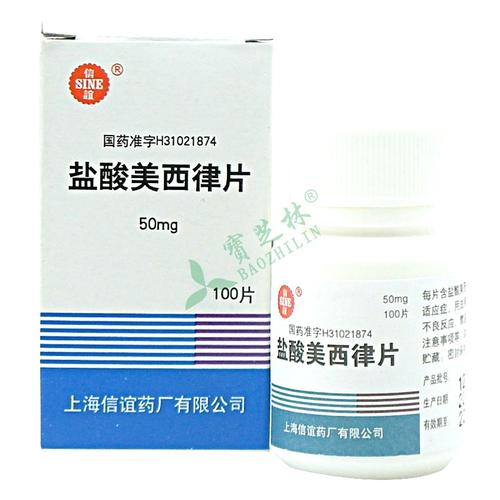 信
SINE
誼
®
国药准字H31021874
盐酸美西律片
50mg
100片
上海信谊药厂有限公司
寶芝林®
BAOZHILIN
SINE
®
50mg
100片
国药准字H31021874
盐酸美西律片
上海信谊药厂有限公司
每片含盐酸美西
适应症
不良反应
注意事项
贮藏
产品批号
生产日期
有效期至